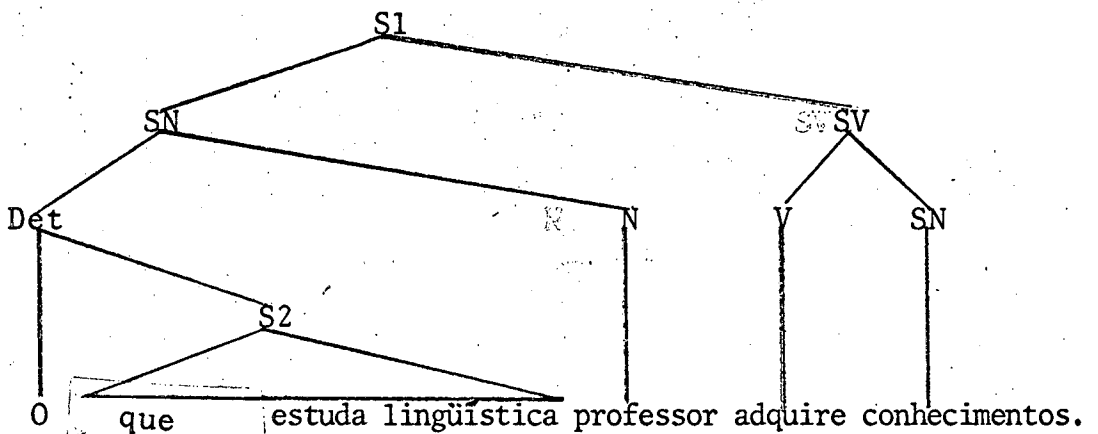 S1
SN SV
Det N V SN
S2
O que estuda lingüística professor adquire conhecimentos.